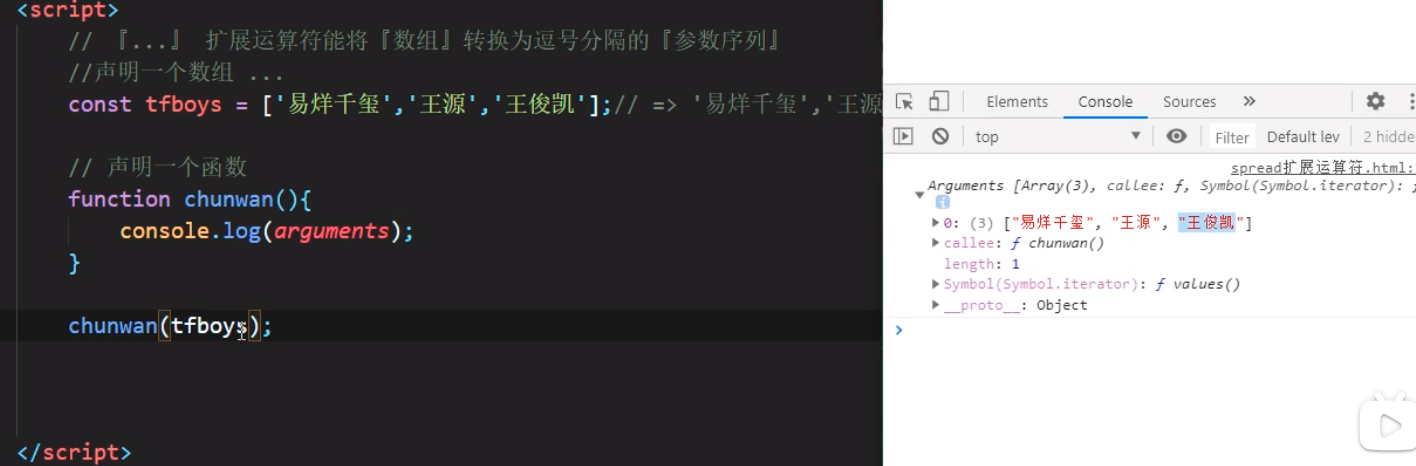 <script>
// 『...』 扩展运算符能将『数组』转换为逗号分隔的『参数序列』
//声明一个数组 ...
const tfboys = ['易烊千玺','王源','王俊凯'];// => '易烊千玺','王源
// 声明一个函数
function chunwan(){
console.log(arguments);
}
chunwan(tfboys);
</script>
Elements Console Sources »
top Filter Default lev 2 hidde
spread扩展运算符.html:
Arguments [Array(3), callee: ƒ, Symbol(Symbol.iterator): ƒ
i
0: (3) ["易烊千玺", "王源", "王俊凯"]
callee: ƒ chunwan()
length: 1
Symbol(Symbol.iterator): ƒ values()
__proto__: Object